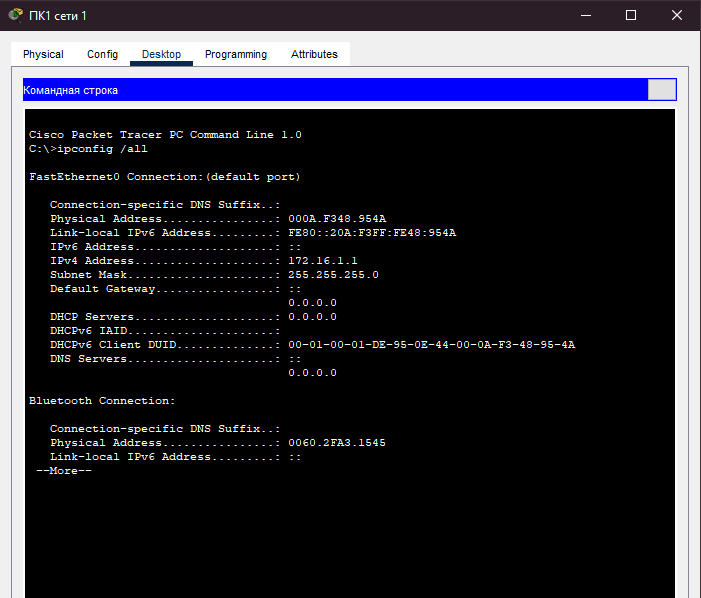 ПК1 сети 1
Physical Config Desktop Programming Attributes
Командная строка
Cisco Packet Tracer PC Command Line 1.0
C:\>ipconfig /all
FastEthernet0 Connection:(default port)
Connection-specific DNS Suffix..:
Physical Address................: 000A.F348.954A
Link-local IPv6 Address.........: FE80::20A:F3FF:FE48:954A
IPv6 Address....................: ::
IPv4 Address....................: 172.16.1.1
Subnet Mask.....................: 255.255.255.0
Default Gateway.................: ::
0.0.0.0
DHCP Servers....................: 0.0.0.0
DHCPv6 IAID.....................:
DHCPv6 Client DUID..............: 00-01-00-01-DE-95-0E-44-00-0A-F3-48-95-4A
DNS Servers.....................: ::
0.0.0.0
Bluetooth Connection:
Connection-specific DNS Suffix..:
Physical Address................: 0060.2FA3.1545
Link-local IPv6 Address.........: ::
--More--